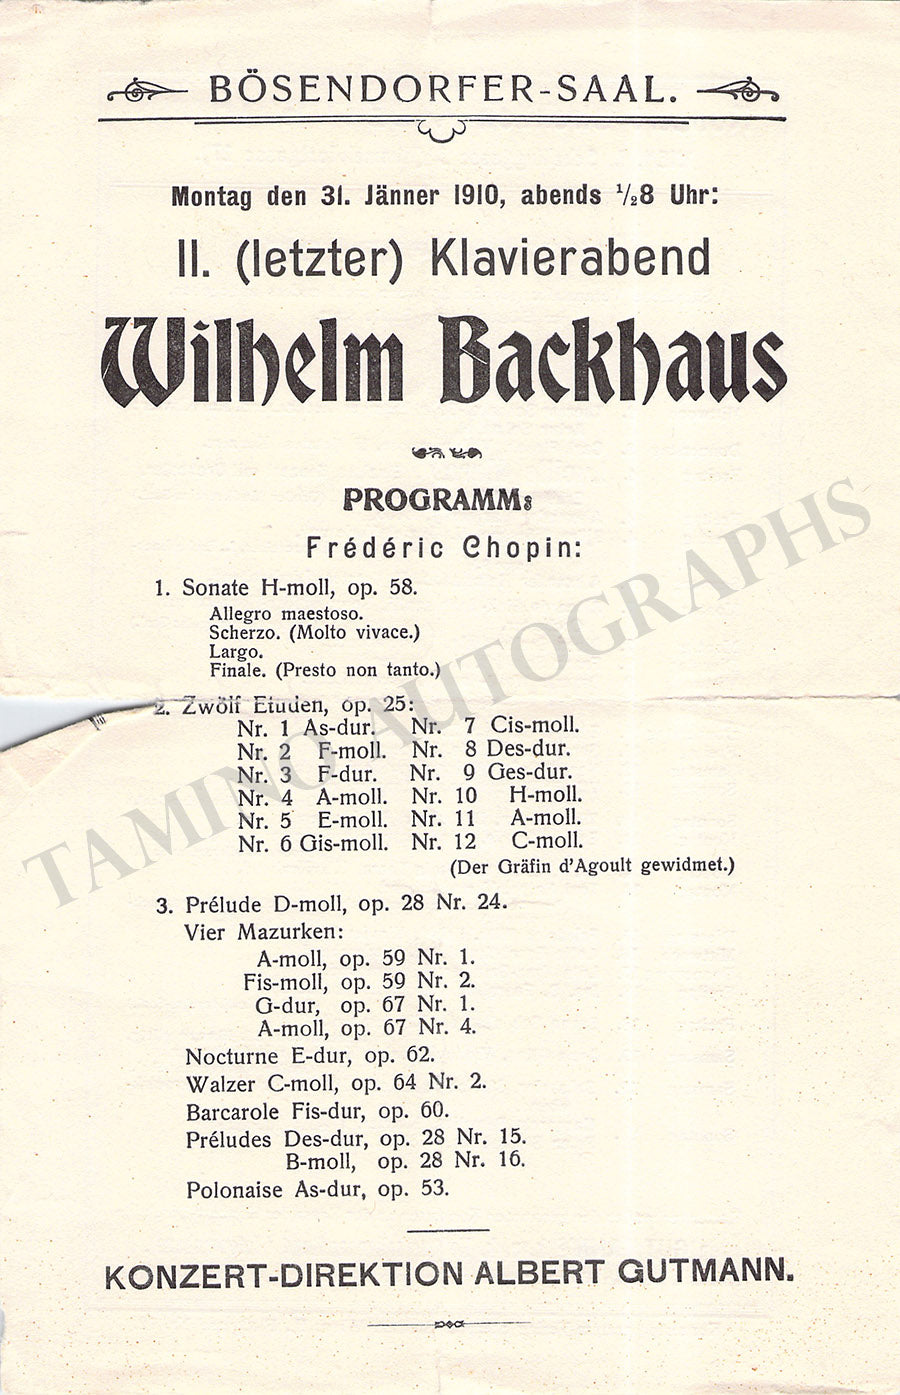 BÖSENDORFER-SAAL.
Montag den 31. Jänner 1910, abends ½8 Uhr:
II. (letzter) Klavierabend
Wilhelm Backhaus
PROGRAMM:
Frédéric Chopin:
1. Sonate H-moll, op. 58.
Allegro maestoso.
Scherzo. (Molto vivace.)
Largo.
Finale. (Presto non tanto.)
2. Zwölf Etuden, op. 25:
Nr. 1 As-dur. Nr. 7 Cis-moll.
Nr. 2 F-moll. Nr. 8 Des-dur.
Nr. 3 F-dur. Nr. 9 Ges-dur.
Nr. 4 A-moll. Nr. 10 H-moll.
Nr. 5 E-moll. Nr. 11 A-moll.
Nr. 6 Gis-moll. Nr. 12 C-moll.
(Der Gräfin d'Agoult gewidmet.)
3. Prélude D-moll, op. 28 Nr. 24.
Vier Mazurken:
A-moll, op. 59 Nr. 1.
Fis-moll, op. 59 Nr. 2.
G-dur, op. 67 Nr. 1.
A-moll, op. 67 Nr. 4.
Nocturne E-dur, op. 62.
Walzer C-moll, op. 64 Nr. 2.
Barcarole Fis-dur, op. 60.
Préludes Des-dur, op. 28 Nr. 15.
B-moll, op. 28 Nr. 16.
Polonaise As-dur, op. 53.
KONZERT-DIREKTION ALBERT GUTMANN.
TAMINO AUTOGRAPHS